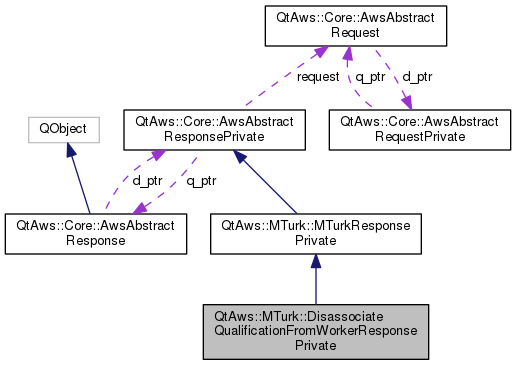 QtAws::Core::AwsAbstract
Request
request
q_ptr
d_ptr
QObject
QtAws::Core::AwsAbstract
ResponsePrivate
QtAws::Core::AwsAbstract
RequestPrivate
d_ptr
q_ptr
QtAws::Core::AwsAbstract
Response
QtAws::MTurk::MTurkResponse
Private
QtAws::MTurk::Disassociate
QualificationFromWorkerResponse
Private